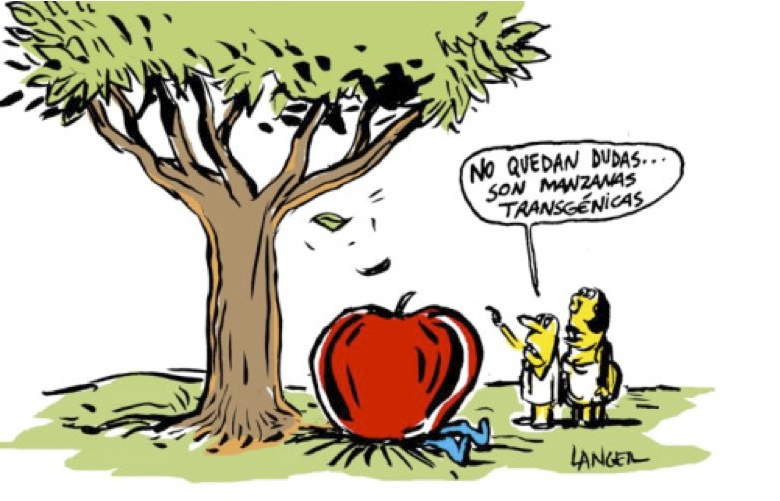 NO QUEDAN DUDAS...
SON MANZANAS
TRANSGÉNICAS
LANGER